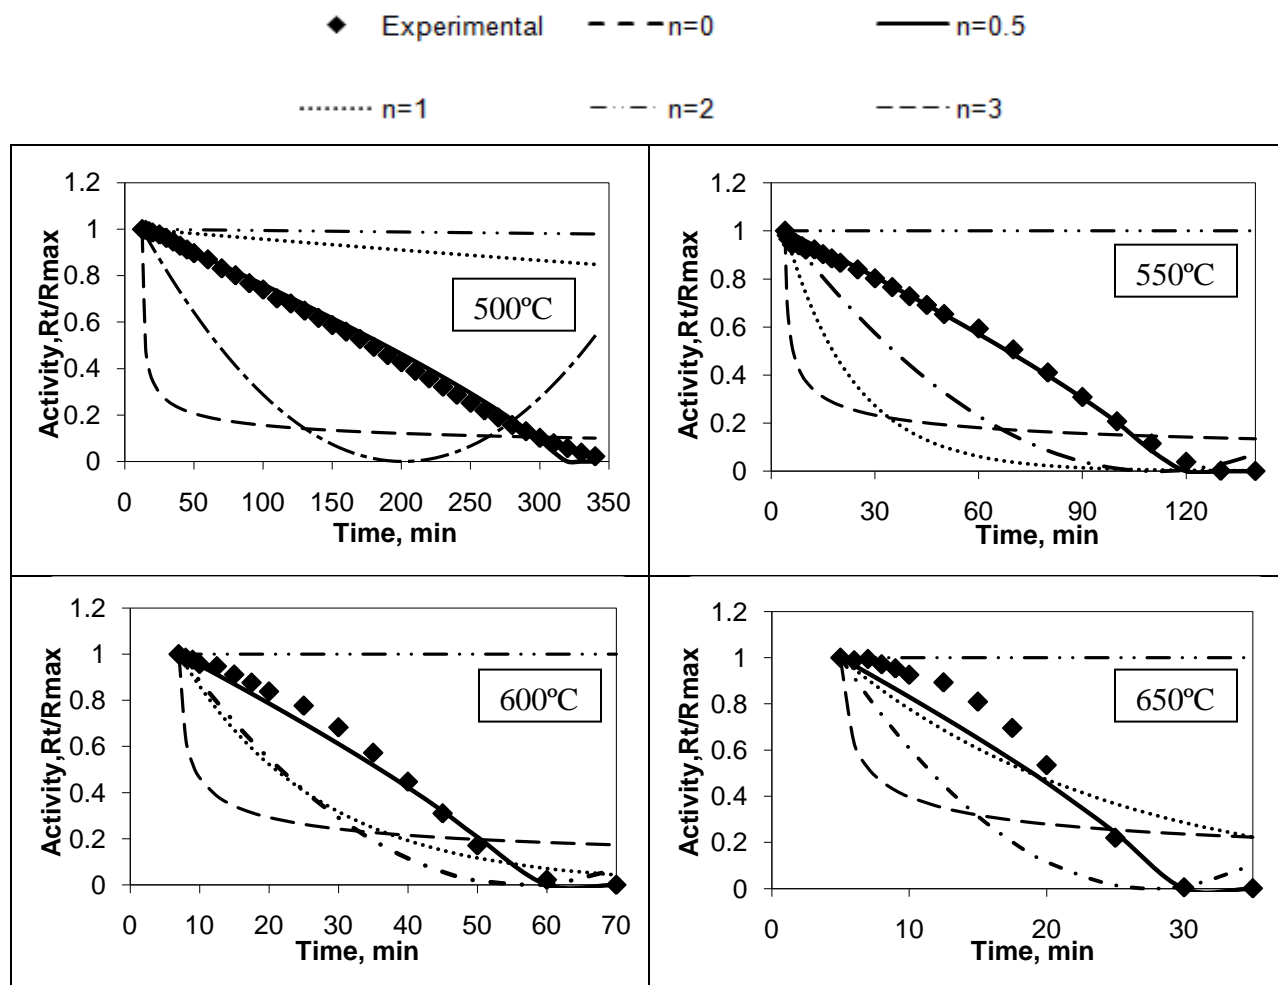 Experimental n=0 n=0.5
n=1 n=2 n=3
1.2
1
0.8
0.6
0.4
0.2
0
0 50 100 150 200 250 300 350
Activity,Rt/Rmax
Time, min
500ºC
1.2
1
0.8
0.6
0.4
0.2
0
0 30 60 90 120
Activity,Rt/Rmax
Time, min
550ºC
1.2
1
0.8
0.6
0.4
0.2
0
0 10 20 30 40 50 60 70
Activity,Rt/Rmax
Time, min
600ºC
1.2
1
0.8
0.6
0.4
0.2
0
0 10 20 30
Activity,Rt/Rmax
Time, min
650ºC